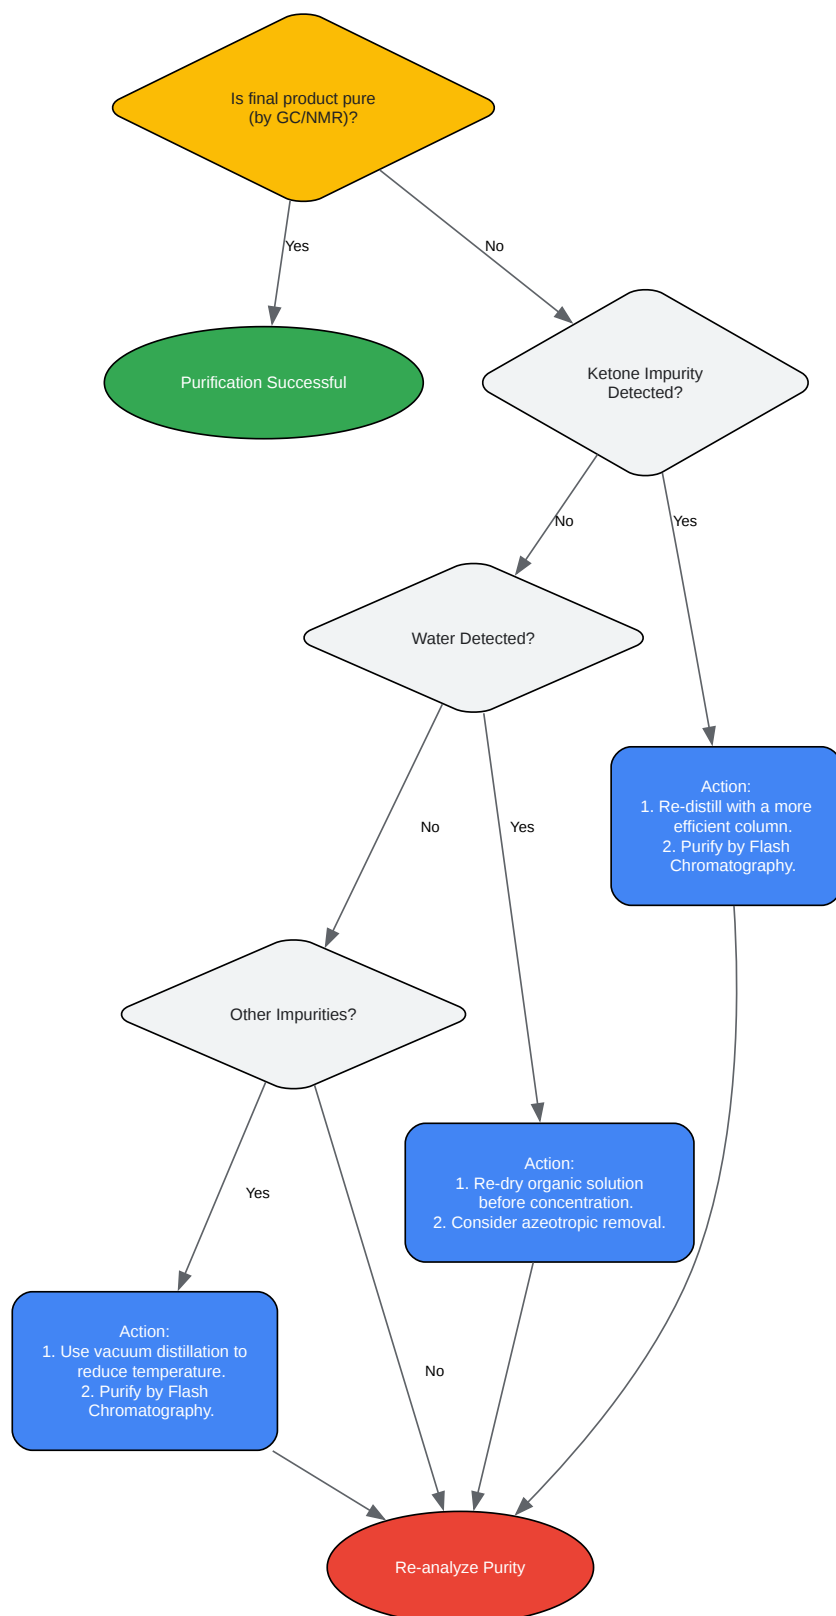 Is final product pure
(by GC/NMR)?
Yes
No
Purification Successful
Ketone Impurity
Detected?
No
Yes
Water Detected?
Action:
1. Re-distill with a more
efficient column.
2. Purify by Flash
Chromatography.
No
Yes
Other Impurities?
Action:
1. Re-dry organic solution
before concentration.
2. Consider azeotropic removal.
Yes
Action:
1. Use vacuum distillation to
reduce temperature.
2. Purify by Flash
Chromatography.
No
Re-analyze Purity